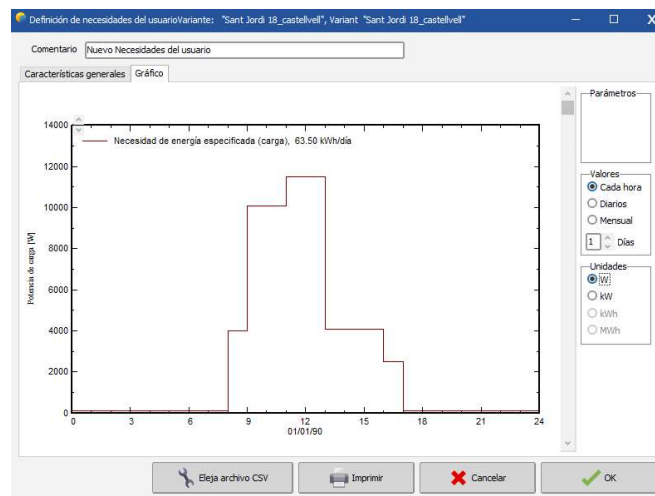 Definición de necesidades del usuarioVariante: "Sant Jordi 18_castellvell", Variant "Sant Jordi 18_castellvell"
Comentario Nuevo Necesidades del usuario
Características generales Gráfico
Necesidad de energía especificada (carga), 63.50 kWh/día
Potencia de carga [W]
14000
12000
10000
8000
6000
4000
2000
0
0 3 6 9 12 15 18 21 24
01/01/90
Parámetros
Valores
Cada hora
Diarios
Mensual
1 Días
Unidades
W
kW
kWh
MWh
Eleja archivo CSV Imprimir Cancelar OK